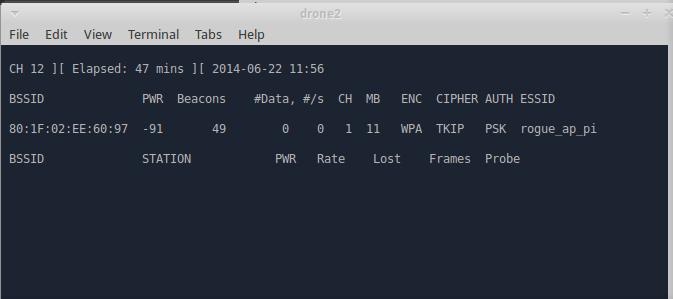 drone2
File Edit View Terminal Tabs Help
CH 12 ][ Elapsed: 47 mins ][ 2014-06-22 11:56
BSSID PWR Beacons #Data, #/s CH MB ENC CIPHER AUTH ESSID
80:1F:02:EE:60:97 -91 49 0 0 1 11 WPA TKIP PSK rogue_ap_pi
BSSID STATION PWR Rate Lost Frames Probe